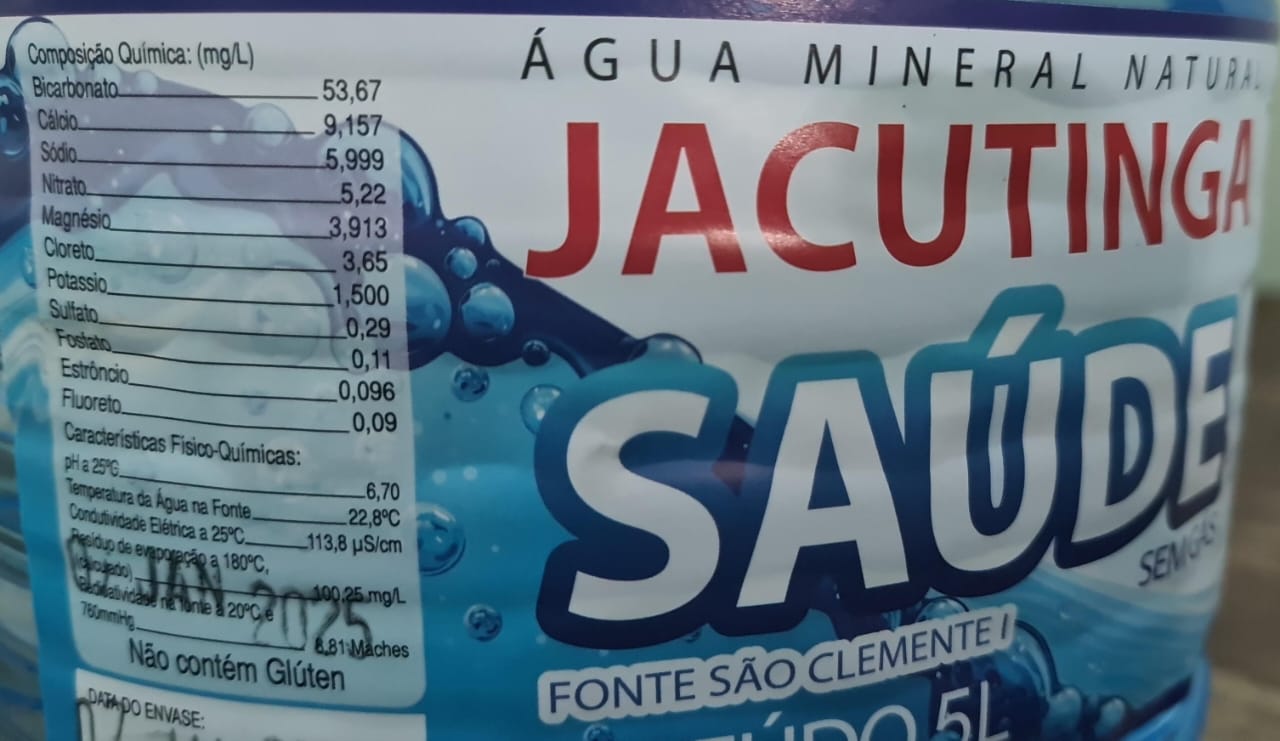 Composição Química: (mg/L)
Bicarbonato 53,67
Cálcio 9,157
Sódio 5,999
Nitrato 5,22
Magnésio 3,913
Cloreto 3,65
Potassio 1,500
Sulfato 0,29
Fosfato 0,11
Estrôncio 0,096
Fluoreto 0,09
Características Físico-Químicas:
pH a 25ºC 6,70
Temperatura da Água na Fonte 22,8ºC
Condutividade Elétrica a 25ºC 113,8 µS/cm
Resíduo de evaporação a 180ºC,
(calculado) 100,25 mg/L
Radioatividade na fonte a 20ºC e
760mmHg 8,81 Maches
JAN 2025
Não contém Glúten
DATA DO ENVASE:
ÁGUA MINERAL NATURAL
JACUTINGA
SAÚDE
SEM GÁS
FONTE SÃO CLEMENTE I
5L